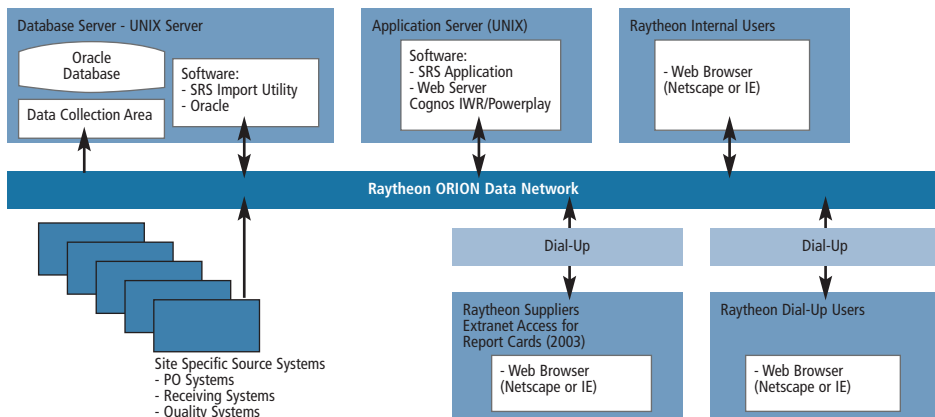 Database Server - UNIX Server
Oracle
Database
Data Collection Area
Software:
- SRS Import Utility
- Oracle
Application Server (UNIX)
Software:
- SRS Application
- Web Server
Cognos IWR/Powerplay
Raytheon Internal Users
- Web Browser
(Netscape or IE)
Raytheon ORION Data Network
Site Specific Source Systems
- PO Systems
- Receiving Systems
- Quality Systems
Dial-Up
Raytheon Suppliers
Extranet Access for
Report Cards (2003)
- Web Browser
(Netscape or IE)
Dial-Up
Raytheon Dial-Up Users
- Web Browser
(Netscape or IE)